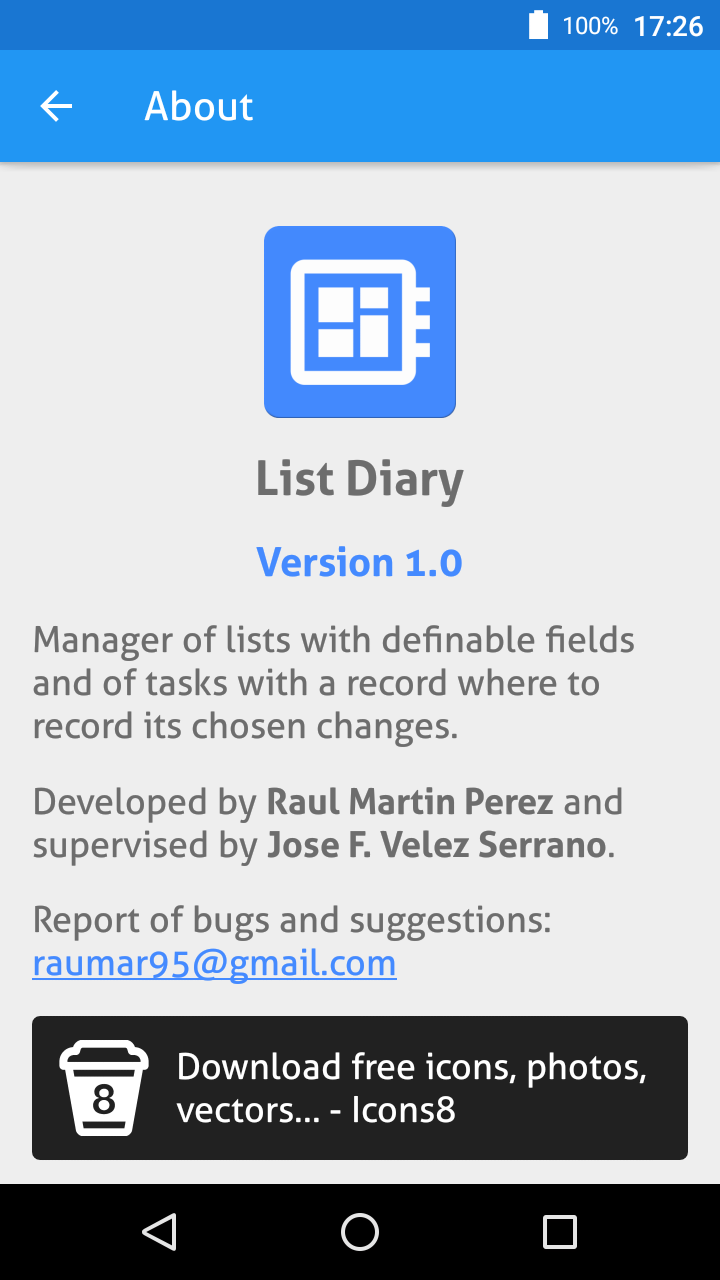 100% 17:26
About
List Diary
Version 1.0
Manager of lists with definable fields
and of tasks with a record where to
record its chosen changes.
Developed by Raul Martin Perez and
supervised by Jose F. Velez Serrano.
Report of bugs and suggestions:
raumar95@gmail.com
8
Download free icons, photos,
vectors... - Icons8